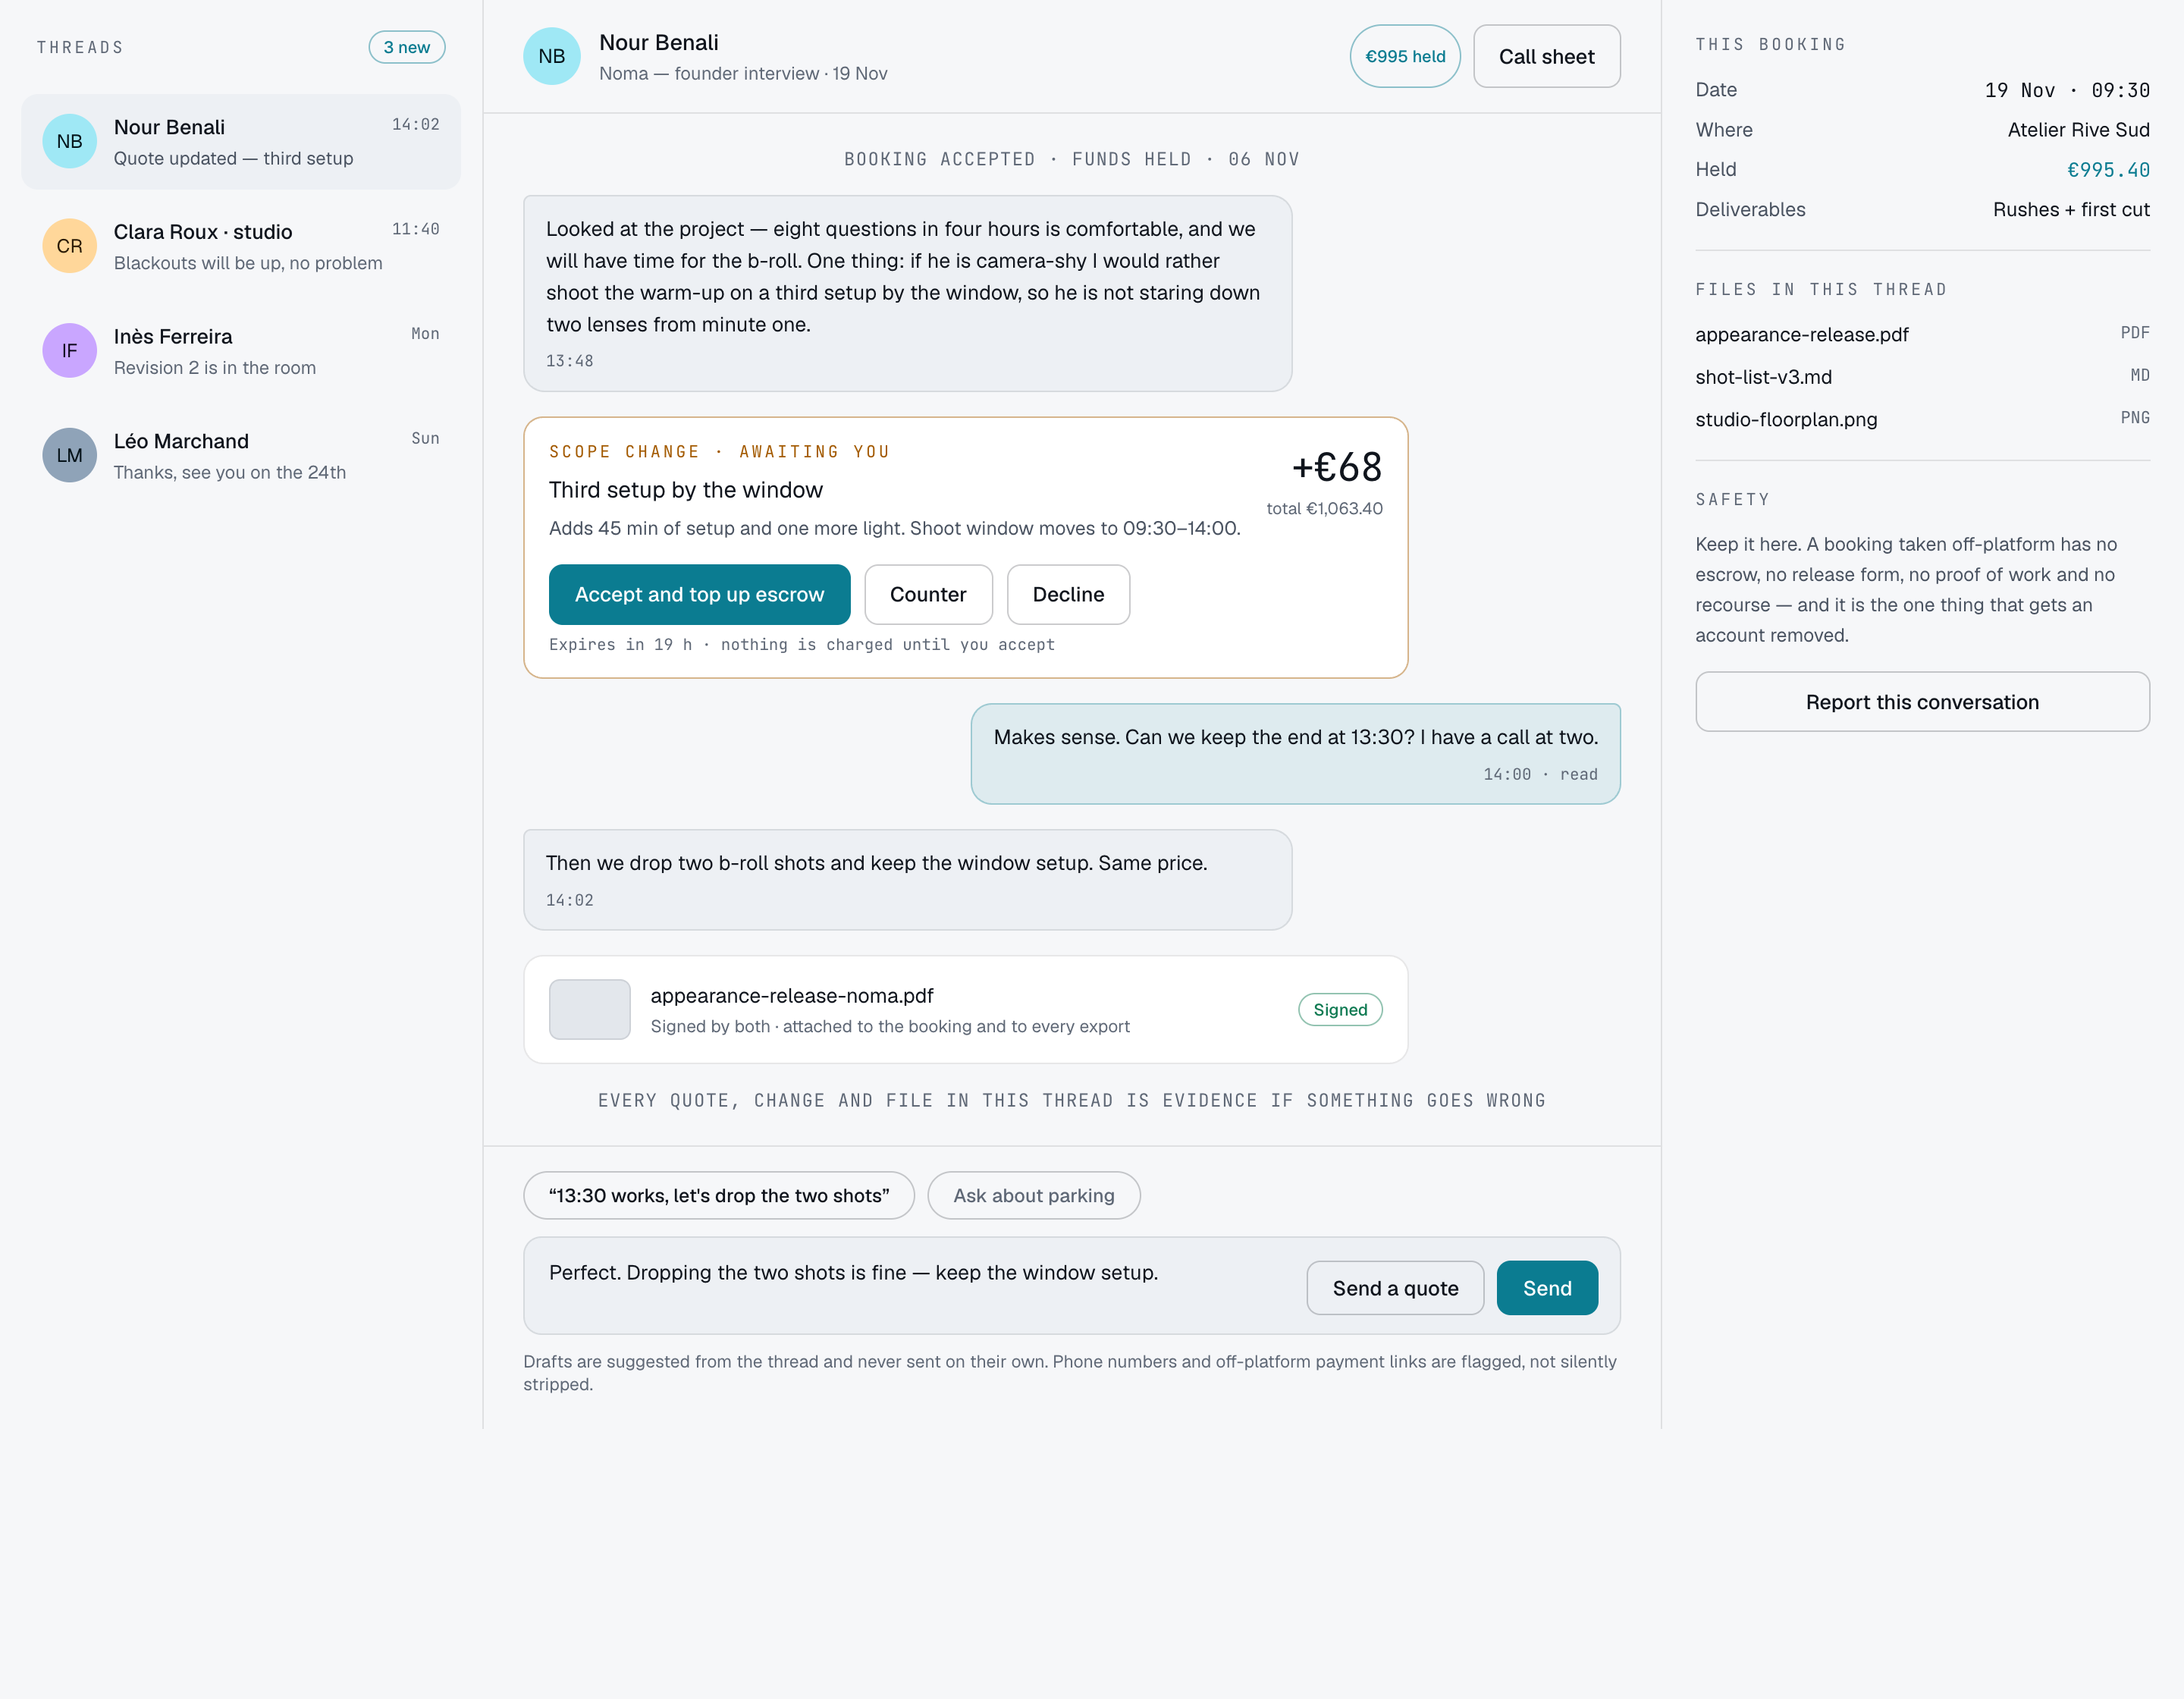 THREADS
3 new
NB
Nour Benali
14:02
Quote updated — third setup
CR
Clara Roux · studio
11:40
Blackouts will be up, no problem
IF
Inès Ferreira
Mon
Revision 2 is in the room
LM
Léo Marchand
Sun
Thanks, see you on the 24th
NB
Nour Benali
Noma — founder interview · 19 Nov
€995 held
Call sheet
BOOKING ACCEPTED · FUNDS HELD · 06 NOV
Looked at the project — eight questions in four hours is comfortable, and we
will have time for the b-roll. One thing: if he is camera-shy I would rather
shoot the warm-up on a third setup by the window, so he is not staring down
two lenses from minute one.
13:48
SCOPE CHANGE · AWAITING YOU
Third setup by the window
Adds 45 min of setup and one more light. Shoot window moves to 09:30–14:00.
+€68
total €1,063.40
Accept and top up escrow
Counter
Decline
Expires in 19 h · nothing is charged until you accept
Makes sense. Can we keep the end at 13:30? I have a call at two.
14:00 · read
Then we drop two b-roll shots and keep the window setup. Same price.
14:02
appearance-release-noma.pdf
Signed by both · attached to the booking and to every export
Signed
EVERY QUOTE, CHANGE AND FILE IN THIS THREAD IS EVIDENCE IF SOMETHING GOES WRONG
“13:30 works, let's drop the two shots”
Ask about parking
Perfect. Dropping the two shots is fine — keep the window setup.
Send a quote
Send
Drafts are suggested from the thread and never sent on their own. Phone numbers and off-platform payment links are flagged, not silently
stripped.
THIS BOOKING
Date
19 Nov · 09:30
Where
Atelier Rive Sud
Held
€995.40
Deliverables
Rushes + first cut
FILES IN THIS THREAD
appearance-release.pdf
PDF
shot-list-v3.md
MD
studio-floorplan.png
PNG
SAFETY
Keep it here. A booking taken off-platform has no
escrow, no release form, no proof of work and no
recourse — and it is the one thing that gets an
account removed.
Report this conversation